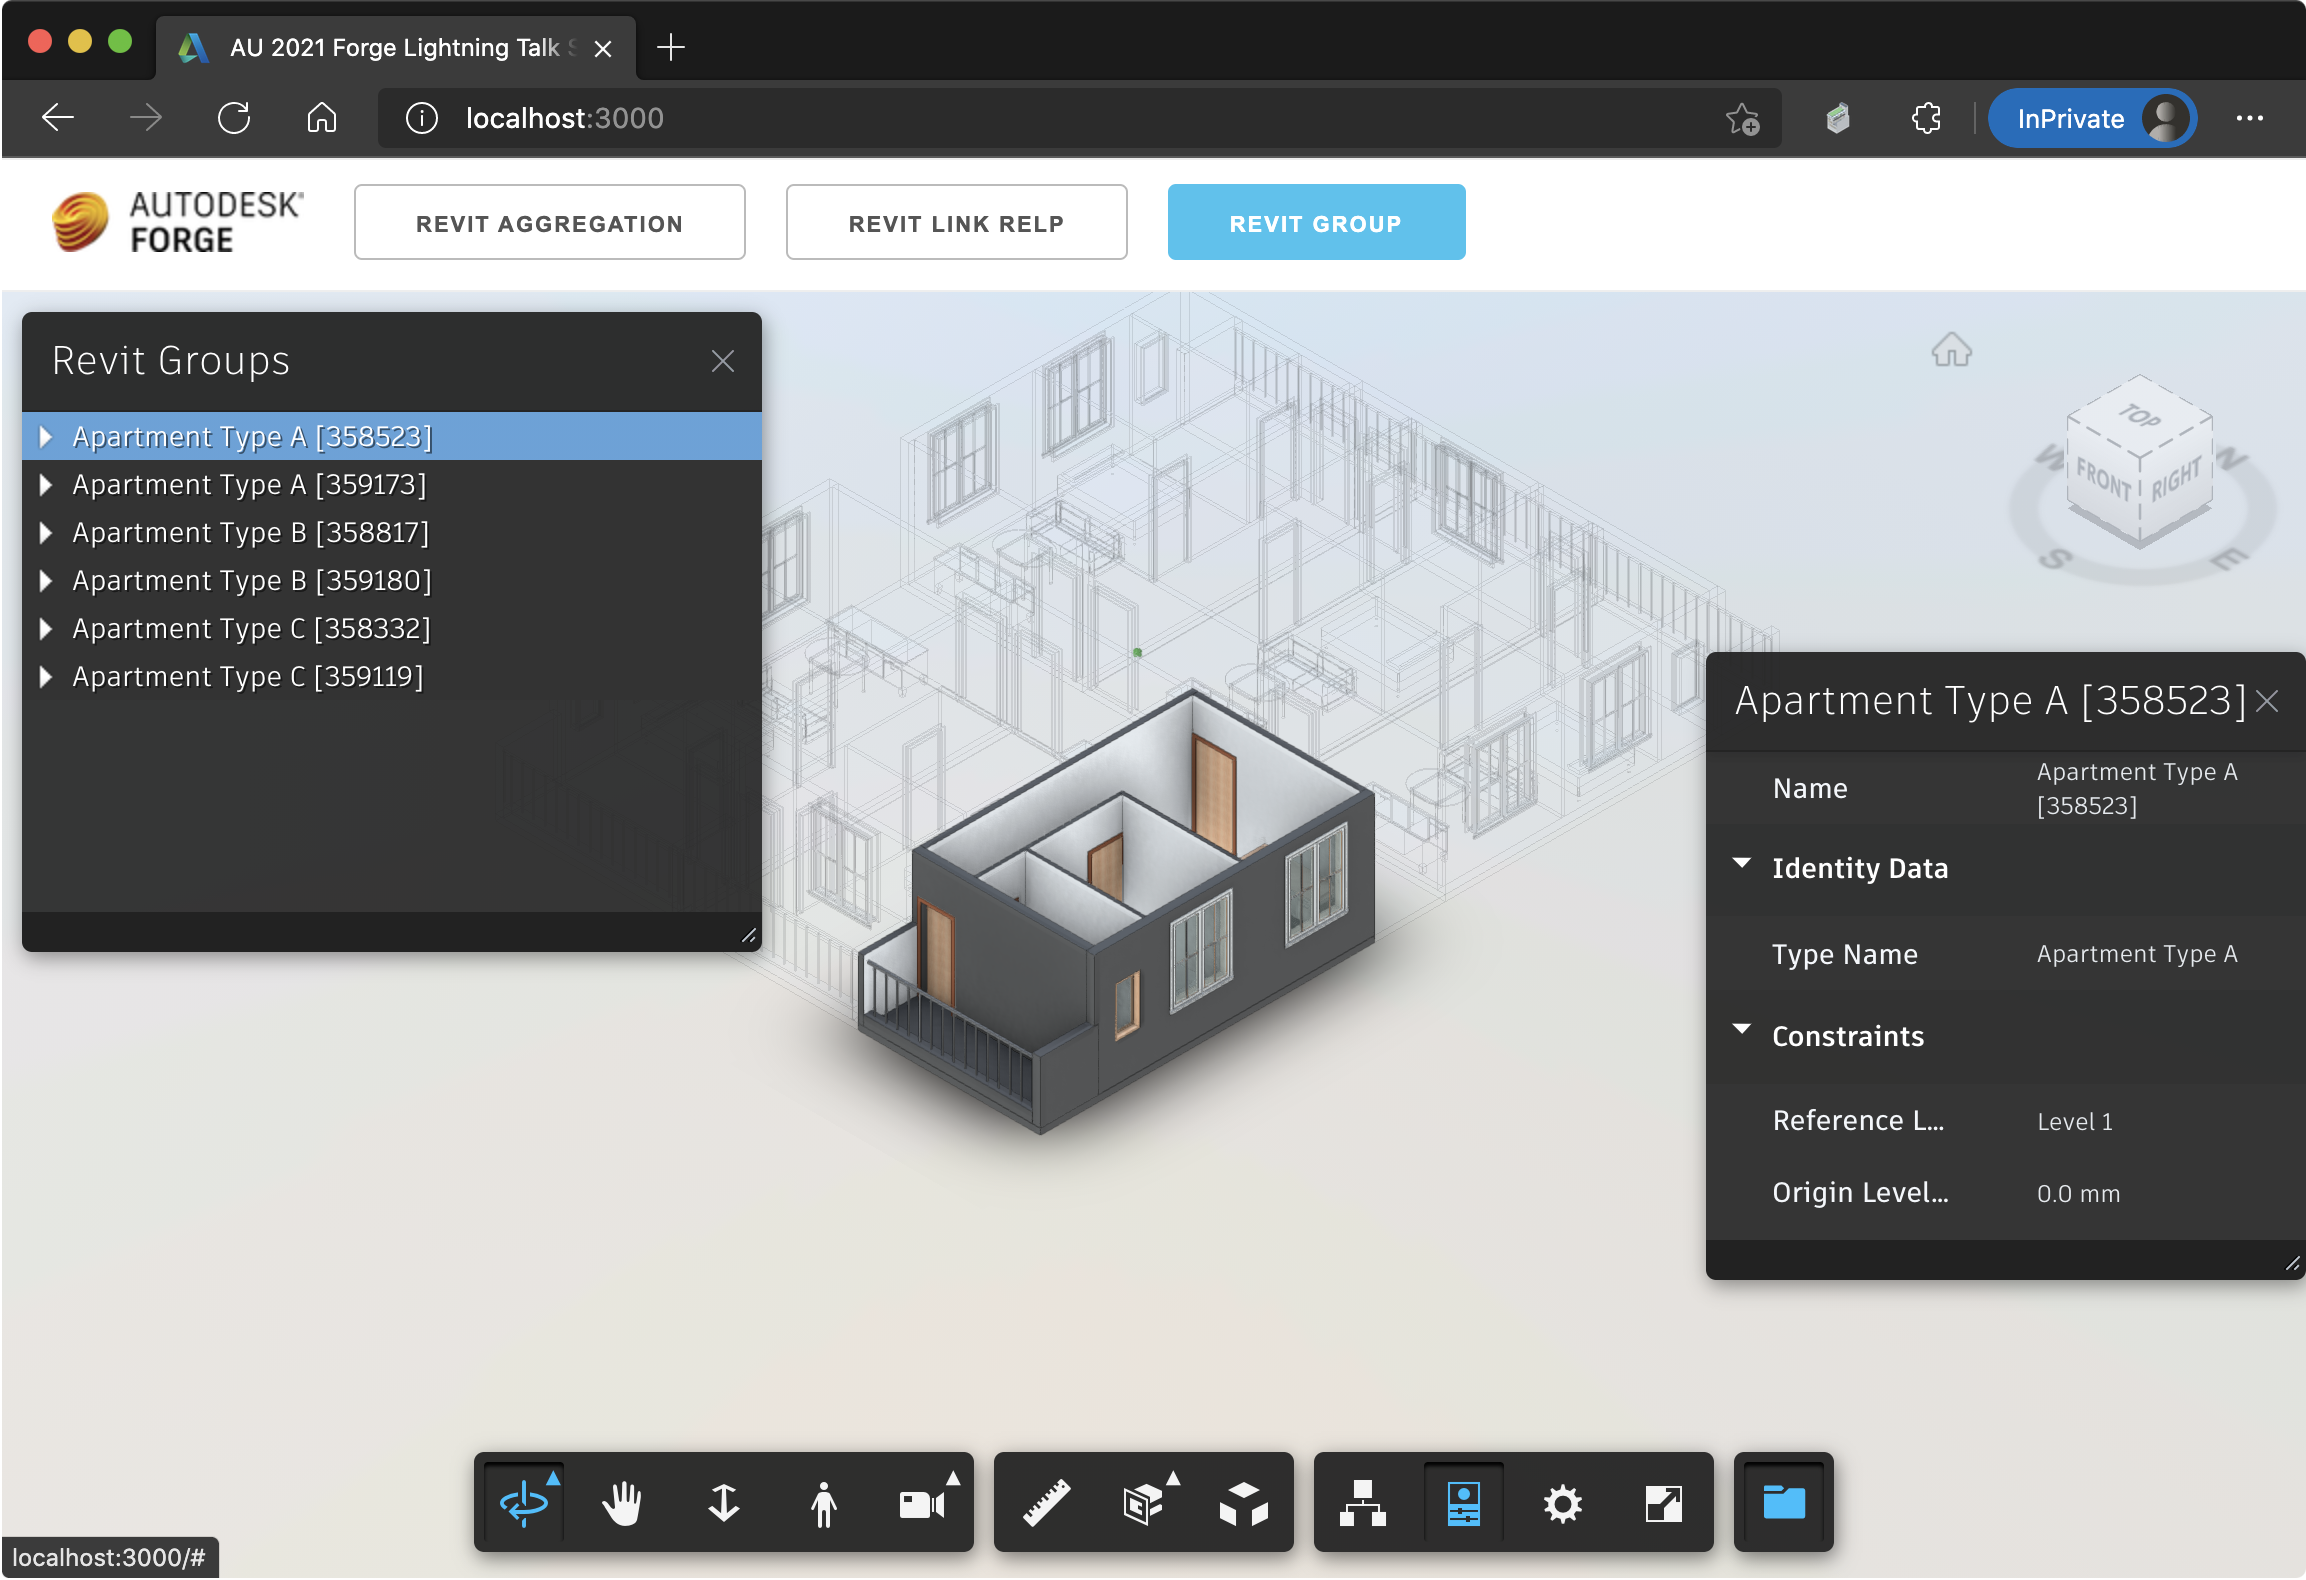 AU 2021 Forge Lightning Talk
localhost:3000
InPrivate
AUTODESK®
FORGE
REVIT AGGREGATION
REVIT LINK RELP
REVIT GROUP
Revit Groups
Apartment Type A [358523]
Apartment Type A [359173]
Apartment Type B [358817]
Apartment Type B [359180]
Apartment Type C [358332]
Apartment Type C [359119]
TOP
FRONT
RIGHT
W
N
S
E
Apartment Type A [358523]
Name
Apartment Type A
[358523]
Identity Data
Type Name
Apartment Type A
Constraints
Reference L...
Level 1
Origin Level...
0.0 mm
localhost:3000/#